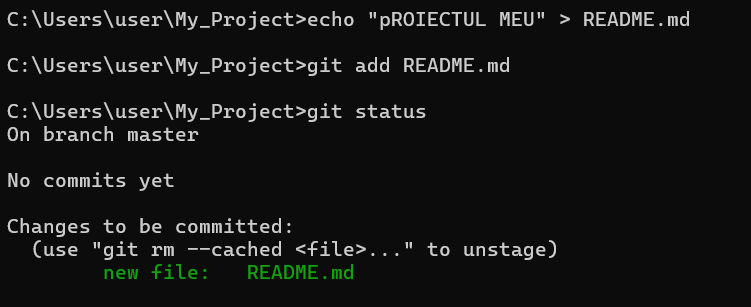 C:\Users\user\My_Project>echo "pROIECTUL MEU" > README.md
C:\Users\user\My_Project>git add README.md
C:\Users\user\My_Project>git status
On branch master
No commits yet
Changes to be committed:
  (use "git rm --cached <file>..." to unstage)
        new file:   README.md